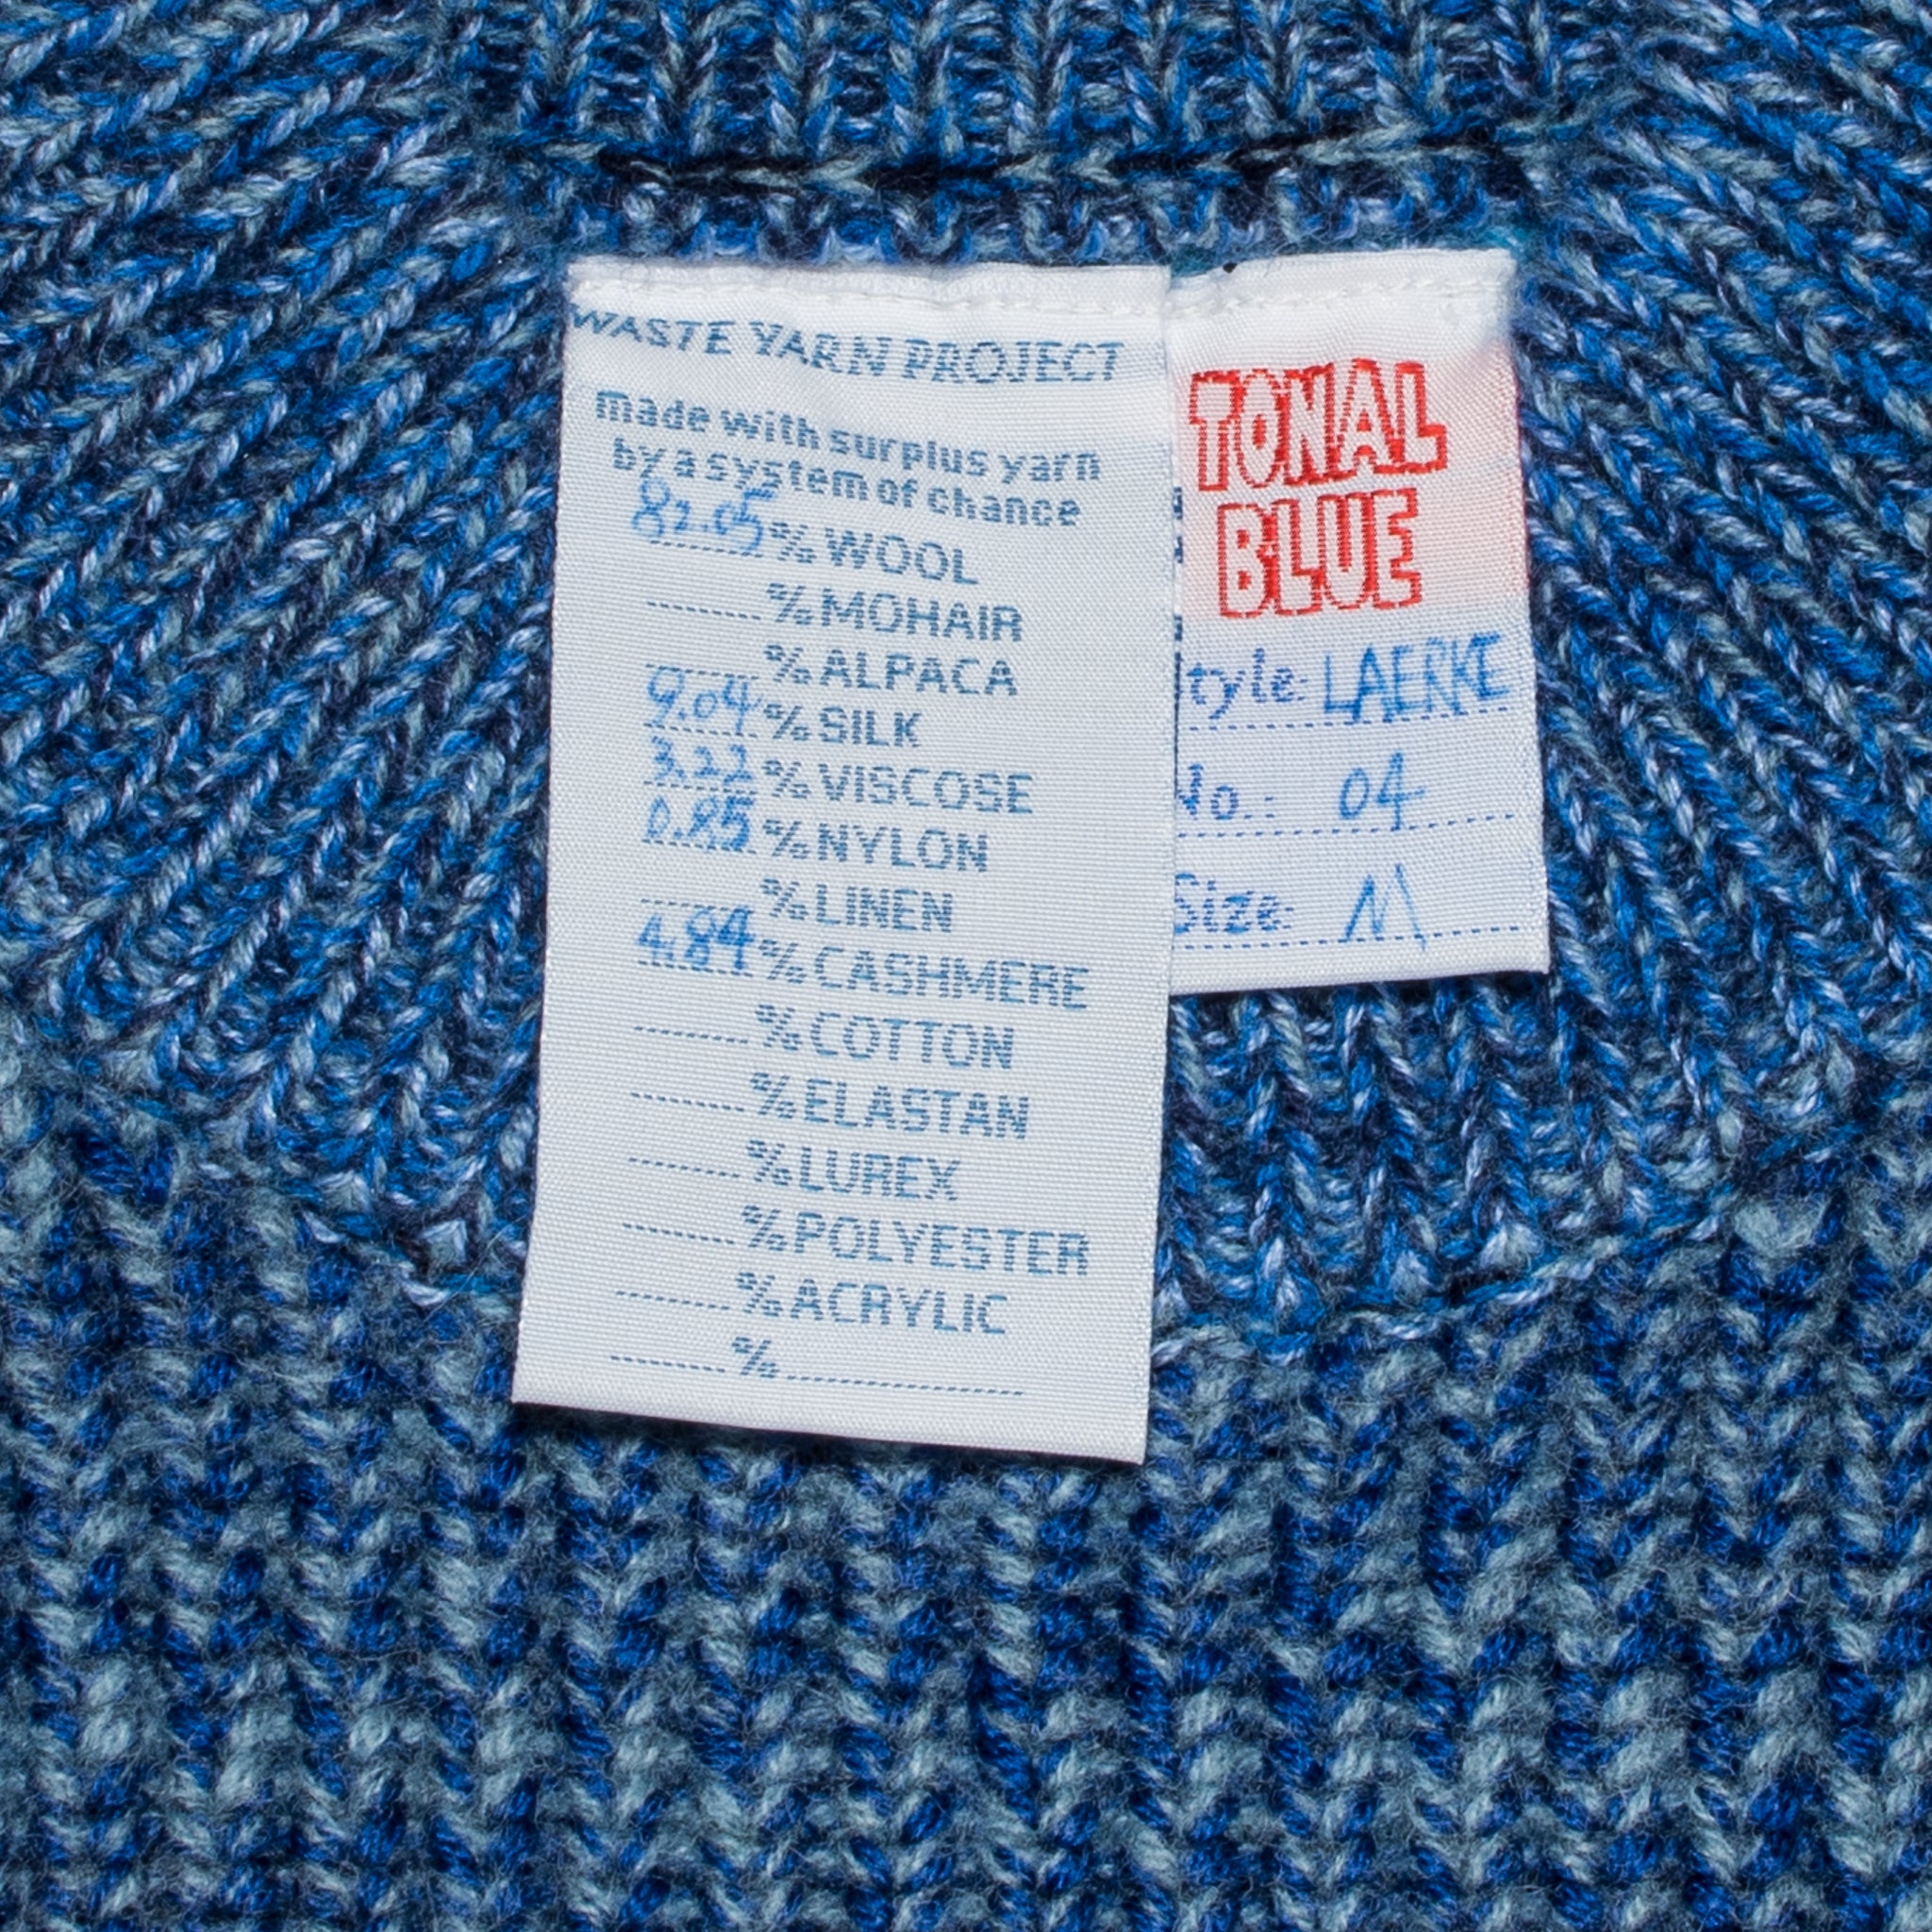 WASTE YARN PROJECT
made with surplus yarn
by a system of chance
82.05 % WOOL
% MOHAIR
% ALPACA
9.04 % SILK
3.22 % VISCOSE
0.85 % NYLON
% LINEN
4.84 % CASHMERE
% COTTON
% ELASTAN
% LUREX
% POLYESTER
% ACRYLIC
%
TONAL
BLUE
Style: LAERKE
No.: 04
Size: M